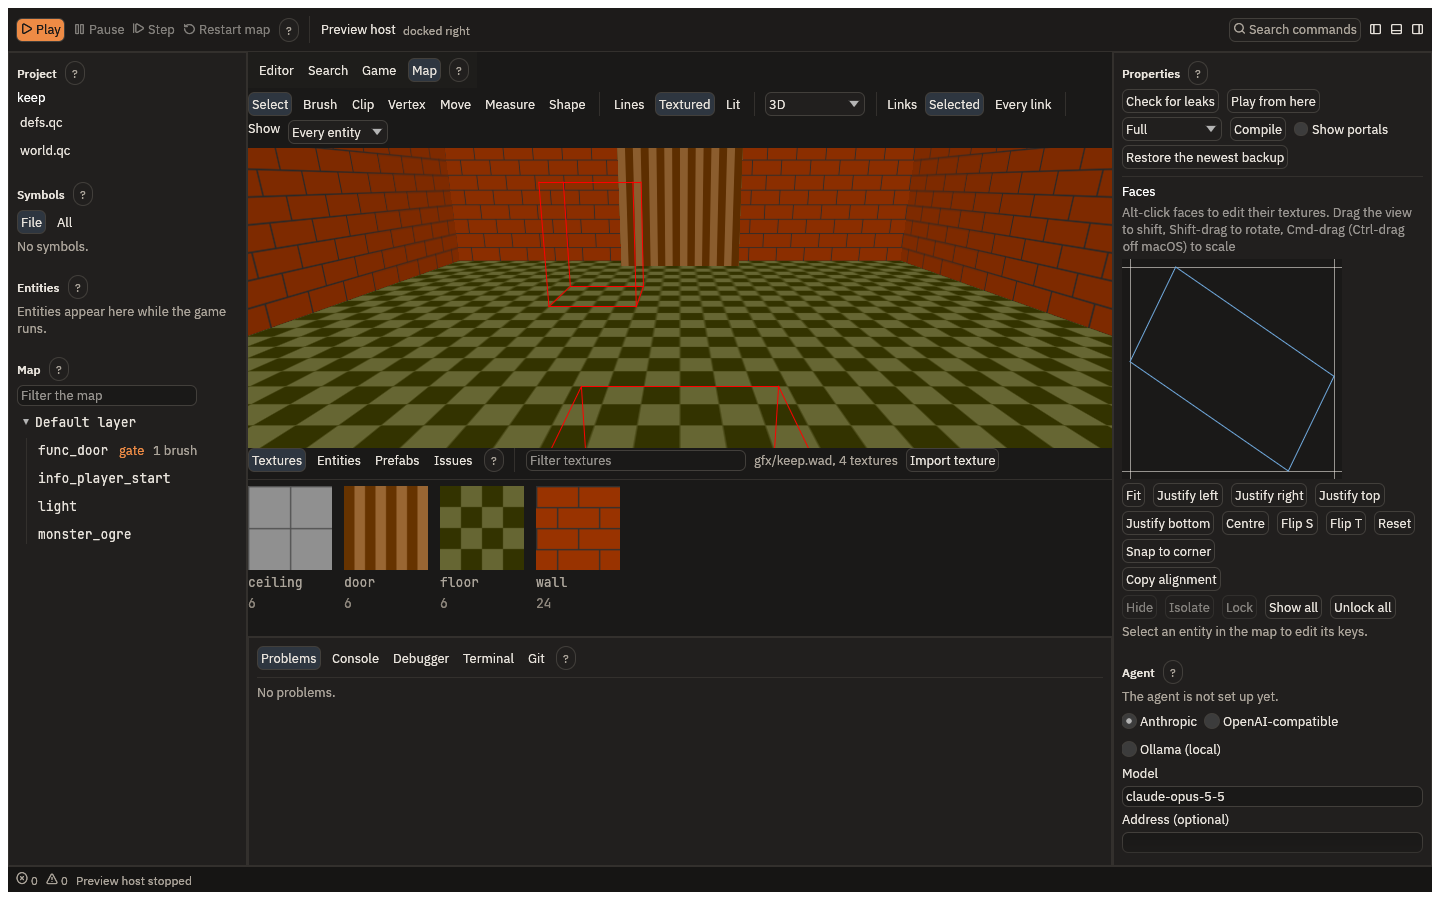 Play Pause Step Restart map ? Preview host docked right Search commands
Project ?
keep
defs.qc
world.qc
Symbols ?
File All
No symbols.
Entities ?
Entities appear here while the game
runs.
Map ?
Filter the map
Default layer
func_door gate 1 brush
info_player_start
light
monster_ogre
Editor Search Game Map ?
Select Brush Clip Vertex Move Measure Shape Lines Textured Lit 3D Links Selected Every link
Show Every entity
Textures Entities Prefabs Issues ? Filter textures gfx/keep.wad, 4 textures Import texture
ceiling door floor wall
6 6 6 24
Problems Console Debugger Terminal Git ?
No problems.
Properties ?
Check for leaks Play from here
Full Compile Show portals
Restore the newest backup
Faces
Alt-click faces to edit their textures. Drag the view
to shift, Shift-drag to rotate, Cmd-drag (Ctrl-drag
off macOS) to scale
Fit Justify left Justify right Justify top
Justify bottom Centre Flip S Flip T Reset
Snap to corner
Copy alignment
Hide Isolate Lock Show all Unlock all
Select an entity in the map to edit its keys.
Agent ?
The agent is not set up yet.
Anthropic OpenAI-compatible
Ollama (local)
Model
claude-opus-5-5
Address (optional)
0 0 Preview host stopped